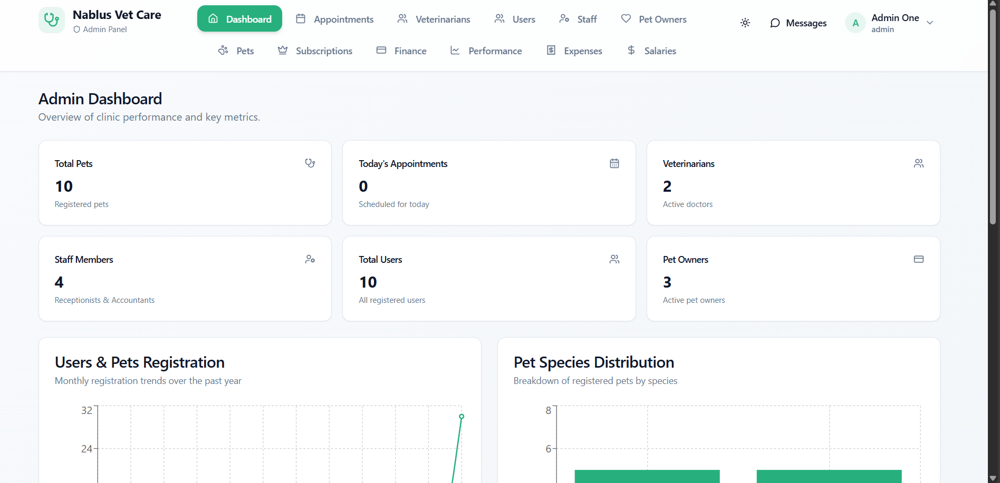 Nablus Vet Care
Admin Panel
Dashboard
Appointments
Veterinarians
Users
Staff
Pet Owners
Pets
Subscriptions
Finance
Performance
Expenses
Salaries
Messages
A
Admin One
admin
Admin Dashboard
Overview of clinic performance and key metrics.
Total Pets
10
Registered pets
Today's Appointments
0
Scheduled for today
Veterinarians
2
Active doctors
Staff Members
4
Receptionists & Accountants
Total Users
10
All registered users
Pet Owners
3
Active pet owners
Users & Pets Registration
Monthly registration trends over the past year
32
24
Pet Species Distribution
Breakdown of registered pets by species
8
6